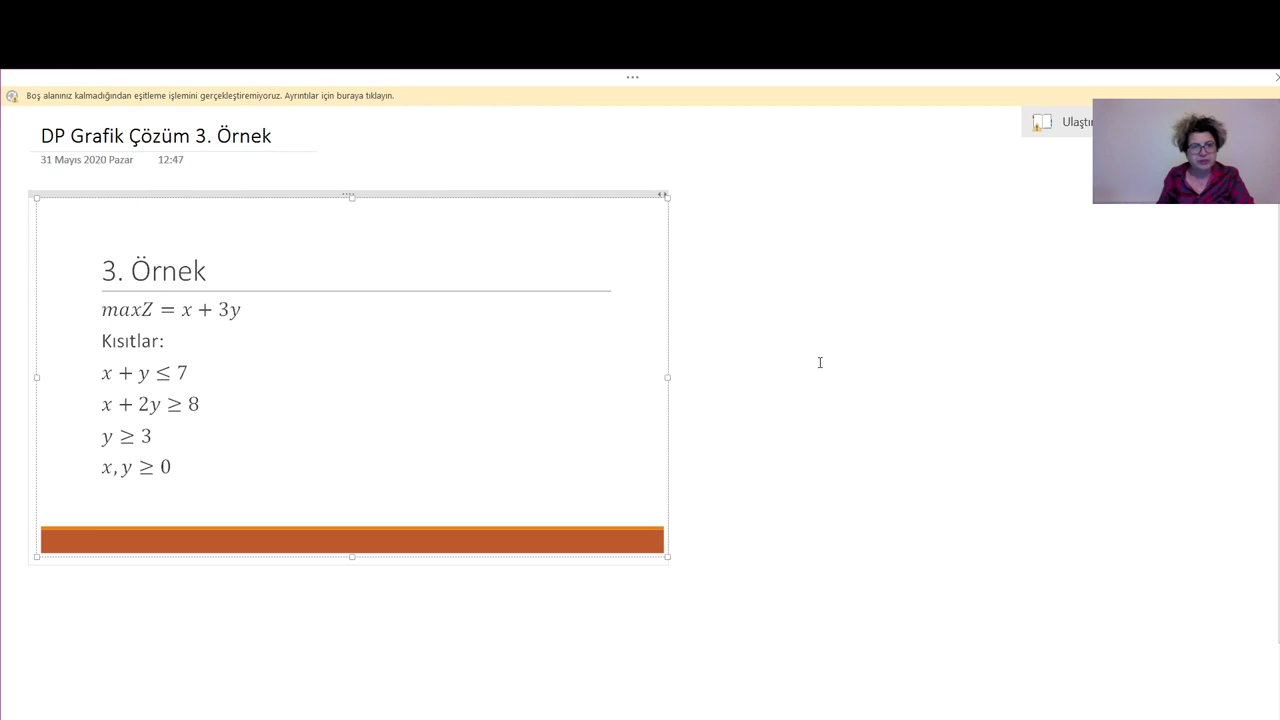 Boş alanınız kalmadığından eşitleme işlemini gerçekleştiremiyoruz. Ayrıntılar için buraya tıklayın.
DP Grafik Çözüm 3. Örnek
31 Mayıs 2020 Pazar 12:47
3. Örnek
maxZ = x + 3y
Kısıtlar:
x + y ≤ 7
x + 2y ≥ 8
y ≥ 3
x, y ≥ 0